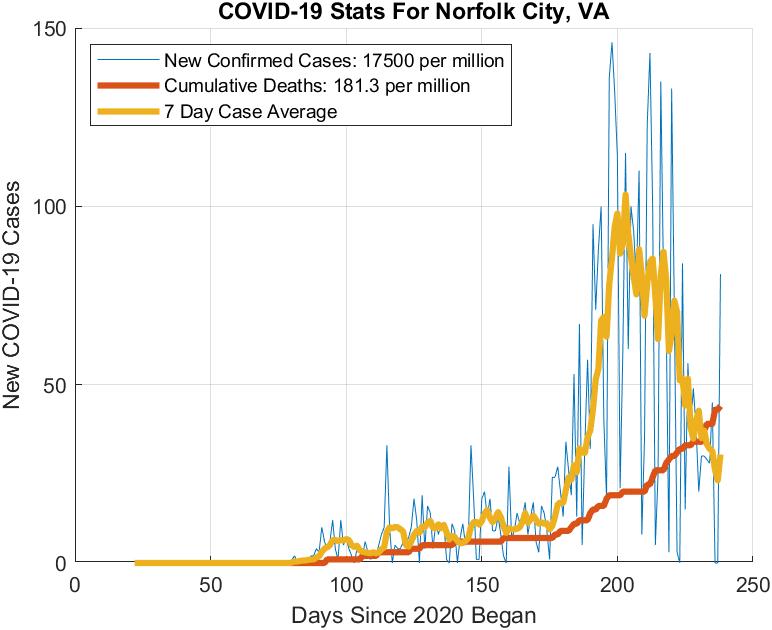 COVID-19 Stats For Norfolk City, VA
New Confirmed Cases: 17500 per million
Cumulative Deaths: 181.3 per million
7 Day Case Average
New COVID-19 Cases
150
100
50
0
0 50 100 150 200 250
Days Since 2020 Began